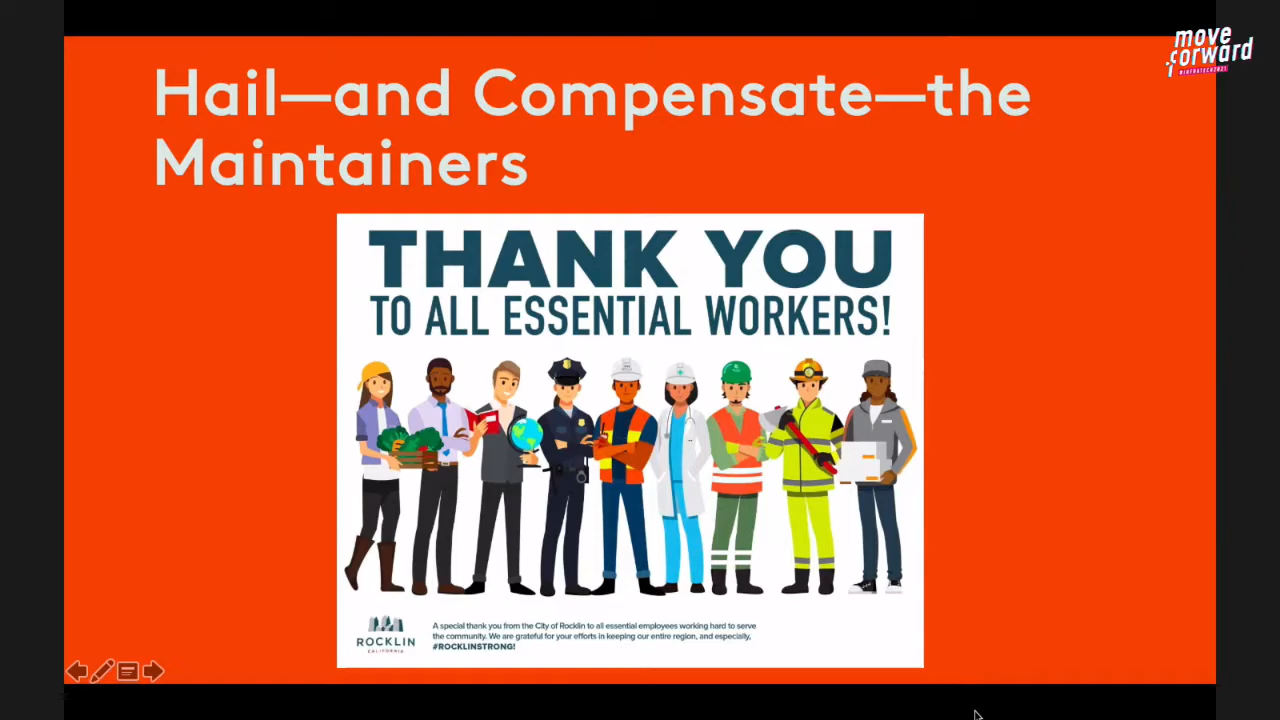 move
forward
#INFRATECH2021
Hail—and Compensate—the
Maintainers
THANK YOU
TO ALL ESSENTIAL WORKERS!
ROCKLIN
CALIFORNIA
A special thank you from the City of Rocklin to all essential employees working hard to serve
the community. We are grateful for your efforts in keeping our entire region, and especially,
#ROCKLINSTRONG!